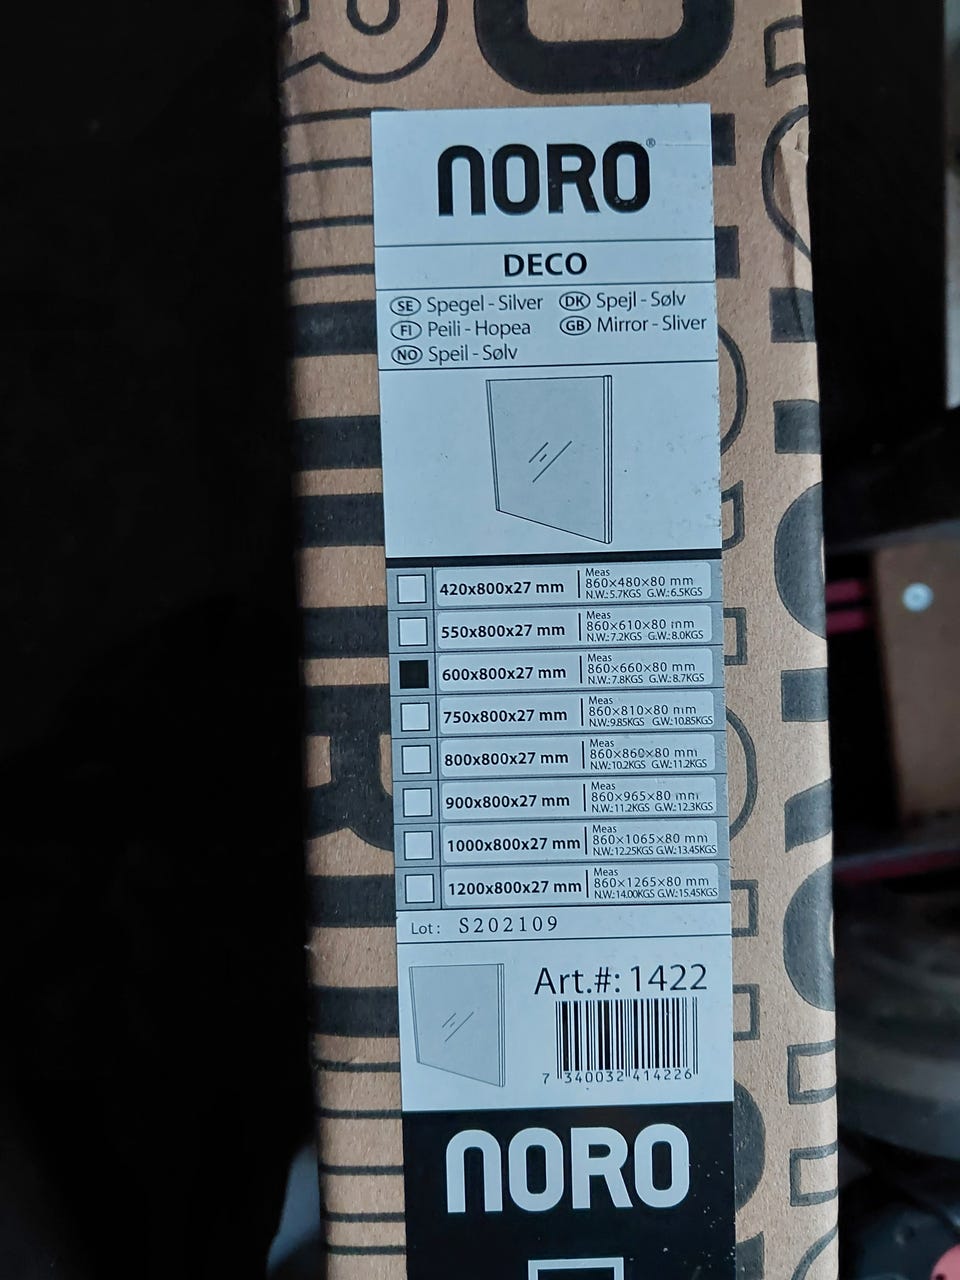 noro®
DECO
SE Spegel - Silver DK Spejl - Sølv
FI Peili - Hopea GB Mirror - Sliver
NO Speil - Sølv
420x800x27 mm Meas 860×480×80 mm N.W.:5.7KGS G.W.:6.5KGS
550x800x27 mm Meas 860×610×80 mm N.W.:7.2KGS G.W.:8.0KGS
600x800x27 mm Meas 860×660×80 mm N.W.:7.8KGS G.W.:8.7KGS
750x800x27 mm Meas 860×810×80 mm N.W.:9.85KGS G.W.:10.85KGS
800x800x27 mm Meas 860×860×80 mm N.W.:10.2KGS G.W.:11.2KGS
900x800x27 mm Meas 860×965×80 mm N.W.:11.2KGS G.W.:12.3KGS
1000x800x27 mm Meas 860×1065×80 mm N.W.:12.25KGS G.W.:13.45KGS
1200x800x27 mm Meas 860×1265×80 mm N.W.:14.00KGS G.W.:15.45KGS
Lot: S202109
Art.#: 1422
7 340032 414226
noro